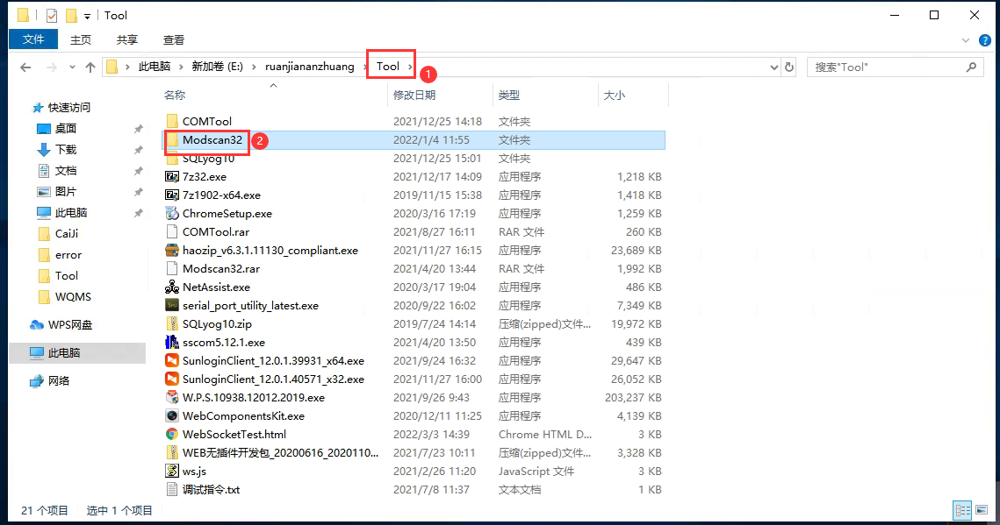 Tool
文件 主页 共享 查看
此电脑 新加卷 (E:) ruanjiananzhuang Tool 搜索"Tool"
1
名称 修改日期 类型 大小
快速访问
桌面
下载
文档
图片
此电脑
CaiJi
error
Tool
WQMS
WPS网盘
此电脑
网络
COMTool 2021/12/25 14:18 文件夹
Modscan32 2022/1/4 11:55 文件夹
2
SQLyog10 2021/12/25 15:01 文件夹
7z32.exe 2021/12/17 14:09 应用程序 1,218 KB
7z1902-x64.exe 2019/11/15 15:38 应用程序 1,418 KB
ChromeSetup.exe 2020/3/16 17:19 应用程序 1,259 KB
COMTool.rar 2021/8/27 16:11 RAR 文件 260 KB
haozip_v6.3.1.11130_compliant.exe 2021/11/27 16:15 应用程序 23,689 KB
Modscan32.rar 2021/4/20 13:44 RAR 文件 1,992 KB
NetAssist.exe 2020/3/17 19:04 应用程序 486 KB
serial_port_utility_latest.exe 2020/9/22 16:02 应用程序 7,349 KB
SQLyog10.zip 2019/7/24 14:14 压缩(zipped)文件... 19,972 KB
sscom5.12.1.exe 2021/4/20 13:50 应用程序 439 KB
SunloginClient_12.0.1.39931_x64.exe 2021/9/24 16:32 应用程序 29,647 KB
SunloginClient_12.0.1.40571_x32.exe 2021/11/27 16:00 应用程序 26,052 KB
W.P.S.10938.12012.2019.exe 2021/9/26 9:43 应用程序 203,237 KB
WebComponentsKit.exe 2020/12/11 11:25 应用程序 4,139 KB
WebSocketTest.html 2022/3/3 14:39 Chrome HTML D... 3 KB
WEB无插件开发包_20200616_2020110... 2021/7/23 10:11 压缩(zipped)文件... 3,328 KB
ws.js 2021/2/26 11:20 JavaScript 文件 3 KB
调试指令.txt 2021/7/8 11:37 文本文档 1 KB
21 个项目 选中 1 个项目